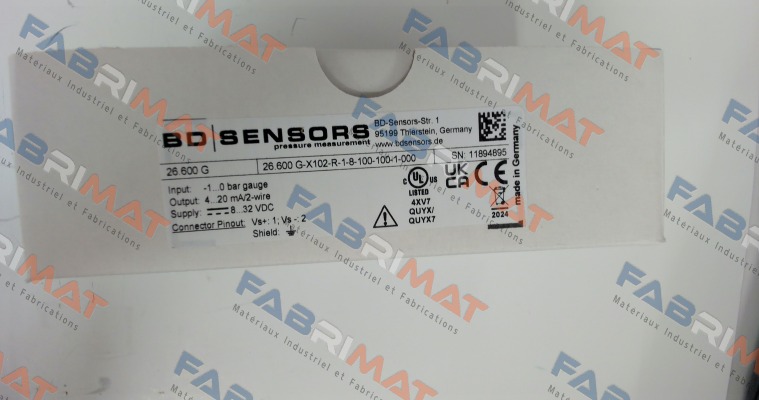 BD | SENSORS
pressure measurement
BD-Sensors-Str. 1
95199 Thierstein, Germany
www.bdsensors.de
26.600 G
26.600 G-X102-R-1-8-100-100-1-000
SN: 11894895
Input: -1...0 bar gauge
Output: 4...20 mA/2-wire
Supply: 8...32 VDC
Connector Pinout: Vs+: 1; Vs -: 2
Shield:
c UL us
LISTED
4XV7
QUYX/
QUYX7
UK
CA
CE
2024
made in Germany
FABRIMAT
Matériaux Industriel et Fabrications